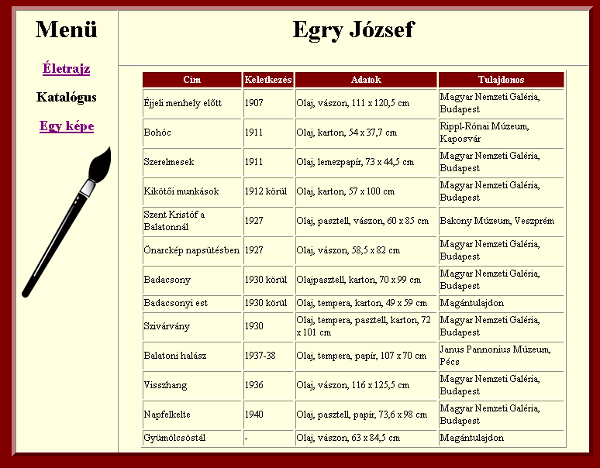 Menü
Életrajz
Katalógus
Egy képe
Egry József
Cím Keletkezés Adatok Tulajdonos
Éjjeli menhely előtt 1907 Olaj, vászon, 111 x 120,5 cm Magyar Nemzeti Galéria,
Budapest
Bohóc 1911 Olaj, karton, 54 x 37,7 cm Rippl-Rónai Múzeum,
Kaposvár
Szerelmesek 1911 Olaj, lemezpapír, 73 x 44,5 cm Magyar Nemzeti Galéria,
Budapest
Kikötői munkások 1912 körül Olaj, karton, 57 x 100 cm Magyar Nemzeti Galéria,
Budapest
Szent Kristóf a
Balatonnál 1927 Olaj, pasztell, vászon, 60 x 85 cm Bakony Múzeum, Veszprém
Önarckép napsütésben 1927 Olaj, vászon, 58,5 x 82 cm Magyar Nemzeti Galéria,
Budapest
Badacsony 1930 körül Olajpasztell, karton, 70 x 99 cm Magyar Nemzeti Galéria,
Budapest
Badacsonyi est 1930 körül Olaj, tempera, karton, 49 x 59 cm Magántulajdon
Szivárvány 1930 Olaj, tempera, pasztell, karton, 72
x 101 cm Magyar Nemzeti Galéria,
Budapest
Balatoni halász 1937-38 Olaj, tempera, papír, 107 x 70 cm Janus Pannonius Múzeum,
Pécs
Visszhang 1936 Olaj, vászon, 116 x 125,5 cm Magyar Nemzeti Galéria,
Budapest
Napfelkelte 1940 Olaj, pasztell, papír, 73,6 x 98 cm Magyar Nemzeti Galéria,
Budapest
Gyümölcsöstál - Olaj, vászon, 63 x 84,5 cm Magántulajdon